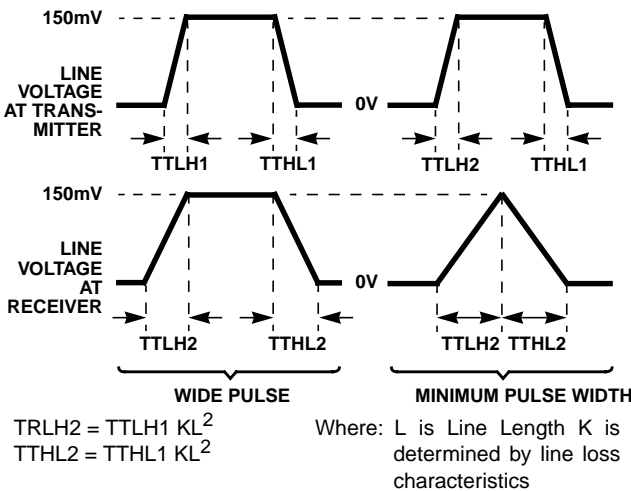 150mV
LINE
VOLTAGE
AT TRANS-
MITTER
0V
TTLH1
TTHL1
TTLH2
TTHL1
150mV
LINE
VOLTAGE
AT
RECEIVER
0V
TTLH2
TTHL2
TTLH2
TTHL2
WIDE PULSE
MINIMUM PULSE WIDTH
TRLH2 = TTLH1 KL²
TTHL2 = TTHL1 KL²
Where: L is Line Length K is
determined by line loss
characteristics